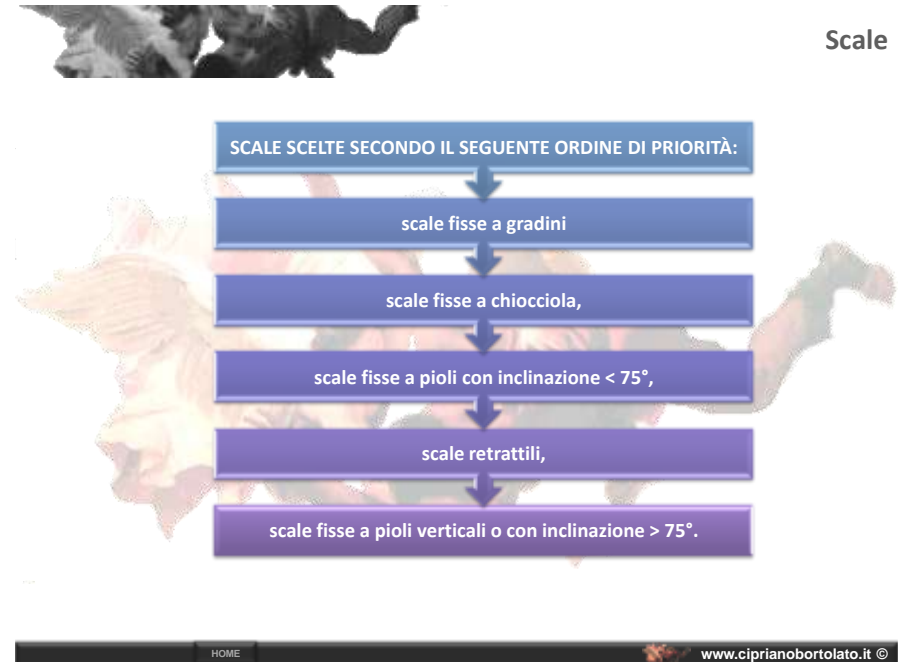 Scale
SCALE SCELTE SECONDO IL SEGUENTE ORDINE DI PRIORITÀ:
scale fisse a gradini
scale fisse a chiocciola,
scale fisse a pioli con inclinazione < 75°,
scale retrattili,
scale fisse a pioli verticali o con inclinazione > 75°.
HOME
www.ciprianobortolato.it ©